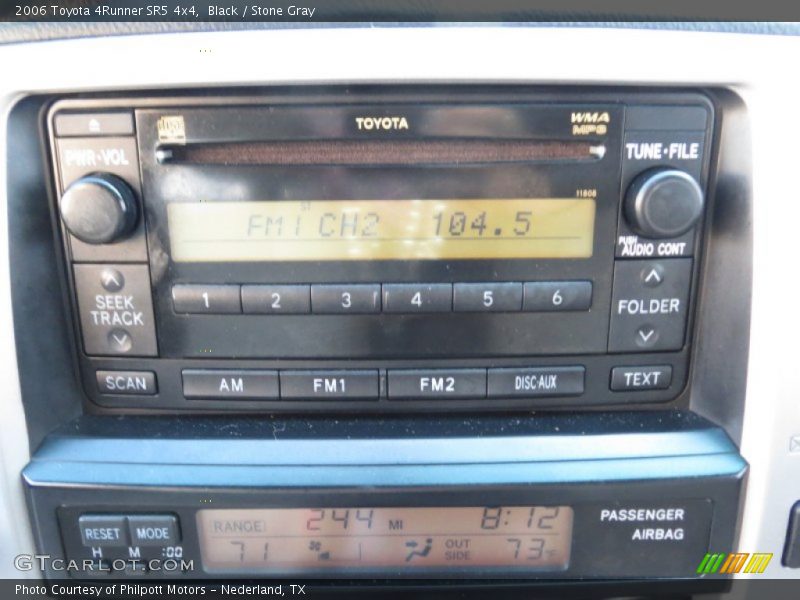 2006 Toyota 4Runner SR5 4x4,  Black / Stone Gray
TOYOTA
WMA
MP3
PWR•VOL
TUNE•FILE
11808
ST
FM1 CH2 104.5
PUSH
AUDIO CONT
SEEK
TRACK
1 2 3 4 5 6
FOLDER
SCAN AM FM1 FM2 DISC•AUX TEXT
RESET MODE
H M :00
RANGE 244 MI 8:12
71 OUT SIDE 73°F
PASSENGER
AIRBAG
GTCARLOT.COM
Photo Courtesy of Philpott Motors – Nederland, TX